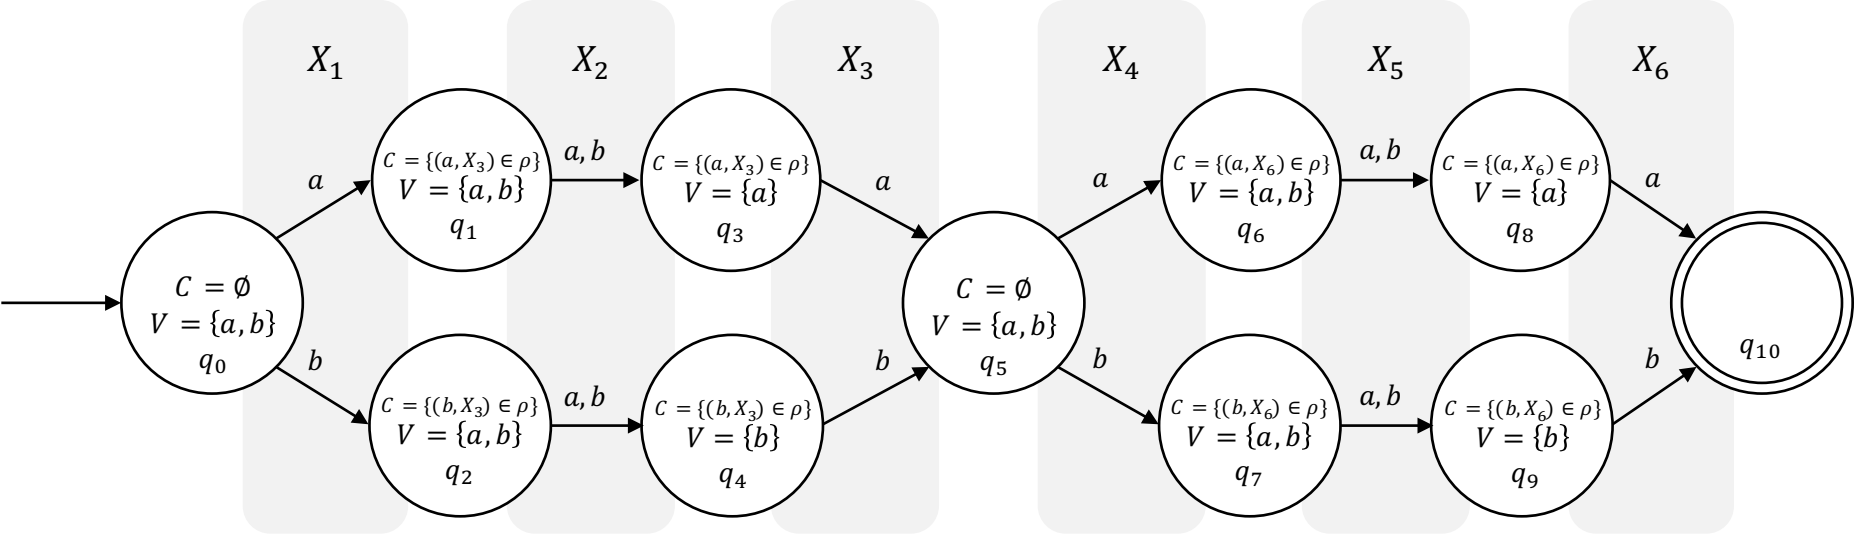 X₁ X₂ X₃ X₄ X₅ X₆
a
b
C = ∅
V = {a, b}
q₀
C = {(a, X₃) ∈ ρ}
V = {a, b}
q₁
a, b
C = {(b, X₃) ∈ ρ}
V = {a, b}
q₂
a, b
C = {(a, X₃) ∈ ρ}
V = {a}
q₃
a
C = {(b, X₃) ∈ ρ}
V = {b}
q₄
b
C = ∅
V = {a, b}
q₅
a
b
C = {(a, X₆) ∈ ρ}
V = {a, b}
q₆
a, b
C = {(b, X₆) ∈ ρ}
V = {a, b}
q₇
a, b
C = {(a, X₆) ∈ ρ}
V = {a}
q₈
a
C = {(b, X₆) ∈ ρ}
V = {b}
q₉
b
q₁₀